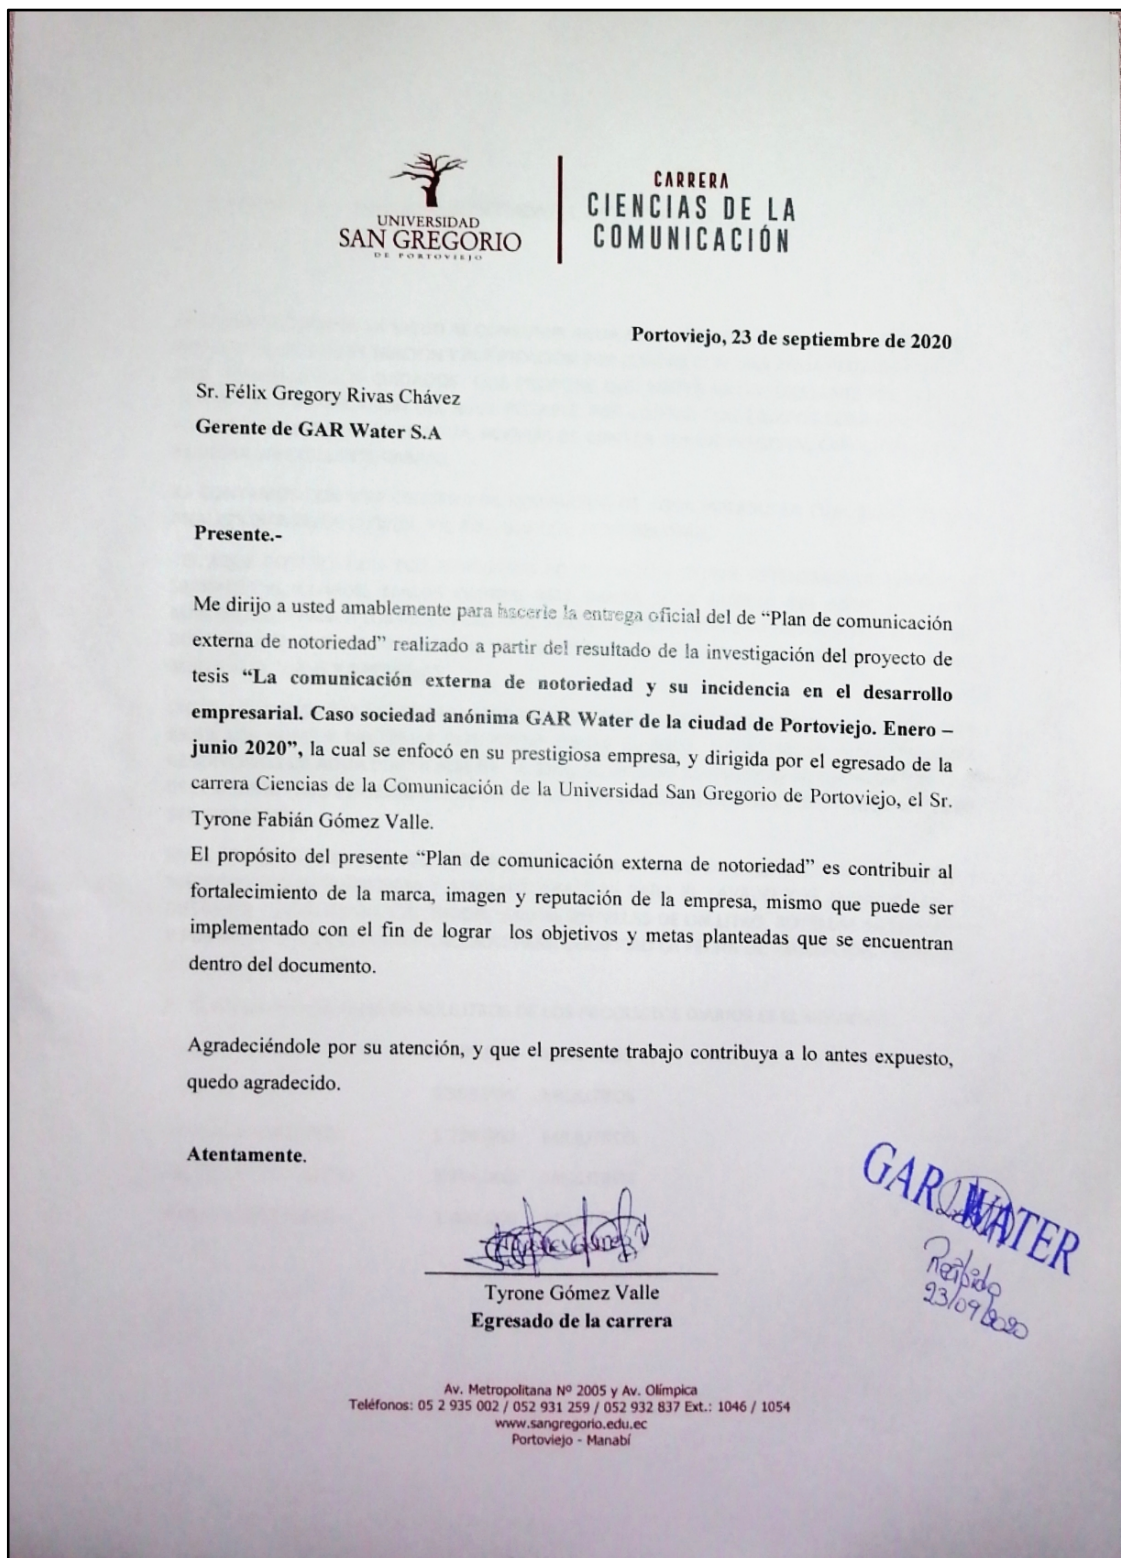 UNIVERSIDAD
SAN GREGORIO
DE PORTOVIEJO
CARRERA
CIENCIAS DE LA
COMUNICACIÓN
Portoviejo, 23 de septiembre de 2020
Sr. Félix Gregory Rivas Chávez
Gerente de GAR Water S.A
Presente.-
Me dirijo a usted amablemente para hacerle la entrega oficial del de “Plan de comunicación
externa de notoriedad” realizado a partir del resultado de la investigación del proyecto de
tesis “La comunicación externa de notoriedad y su incidencia en el desarrollo
empresarial. Caso sociedad anónima GAR Water de la ciudad de Portoviejo. Enero –
junio 2020”, la cual se enfocó en su prestigiosa empresa, y dirigida por el egresado de la
carrera Ciencias de la Comunicación de la Universidad San Gregorio de Portoviejo, el Sr.
Tyrone Fabián Gómez Valle.
El propósito del presente “Plan de comunicación externa de notoriedad” es contribuir al
fortalecimiento de la marca, imagen y reputación de la empresa, mismo que puede ser
implementado con el fin de lograr los objetivos y metas planteadas que se encuentran
dentro del documento.
Agradeciéndole por su atención, y que el presente trabajo contribuya a lo antes expuesto,
quedo agradecido.
Atentamente.
GAR WATER
Recibido
23/09/2020
Tyrone Gómez Valle
Egresado de la carrera
Av. Metropolitana Nº 2005 y Av. Olímpica
Teléfonos: 05 2 935 002 / 052 931 259 / 052 932 837 Ext.: 1046 / 1054
www.sangregorio.edu.ec
Portoviejo - Manabí